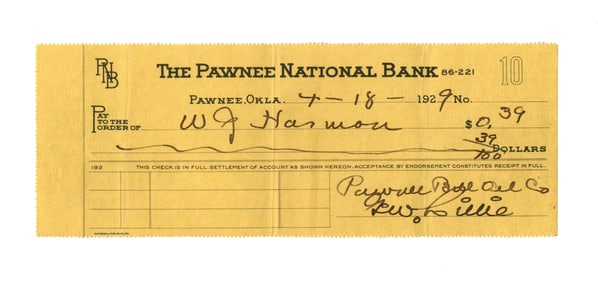 PNB THE PAWNEE NATIONAL BANK 86-221 10
PAWNEE, OKLA. 4-18- 1929 No.
PAY TO THE ORDER OF W J Harmon $0.39
39/100 DOLLARS
192 THIS CHECK IS IN FULL SETTLEMENT OF ACCOUNT AS SHOWN HEREON. ACCEPTANCE BY ENDORSEMENT CONSTITUTES RECEIPT IN FULL.
Pawnee Bill Oil Co
G.W. Lillie